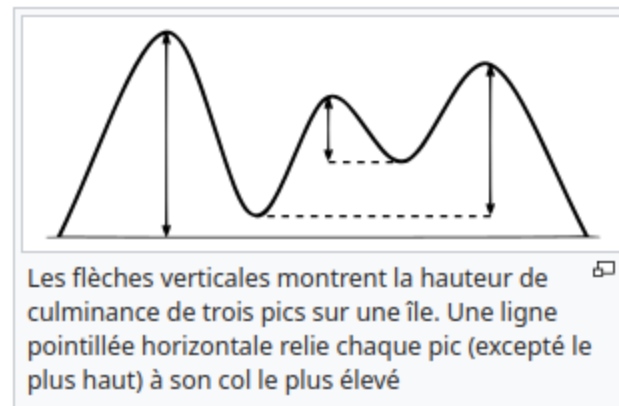 Les flèches verticales montrent la hauteur de
culminance de trois pics sur une île. Une ligne
pointillée horizontale relie chaque pic (excepté le
plus haut) à son col le plus élevé